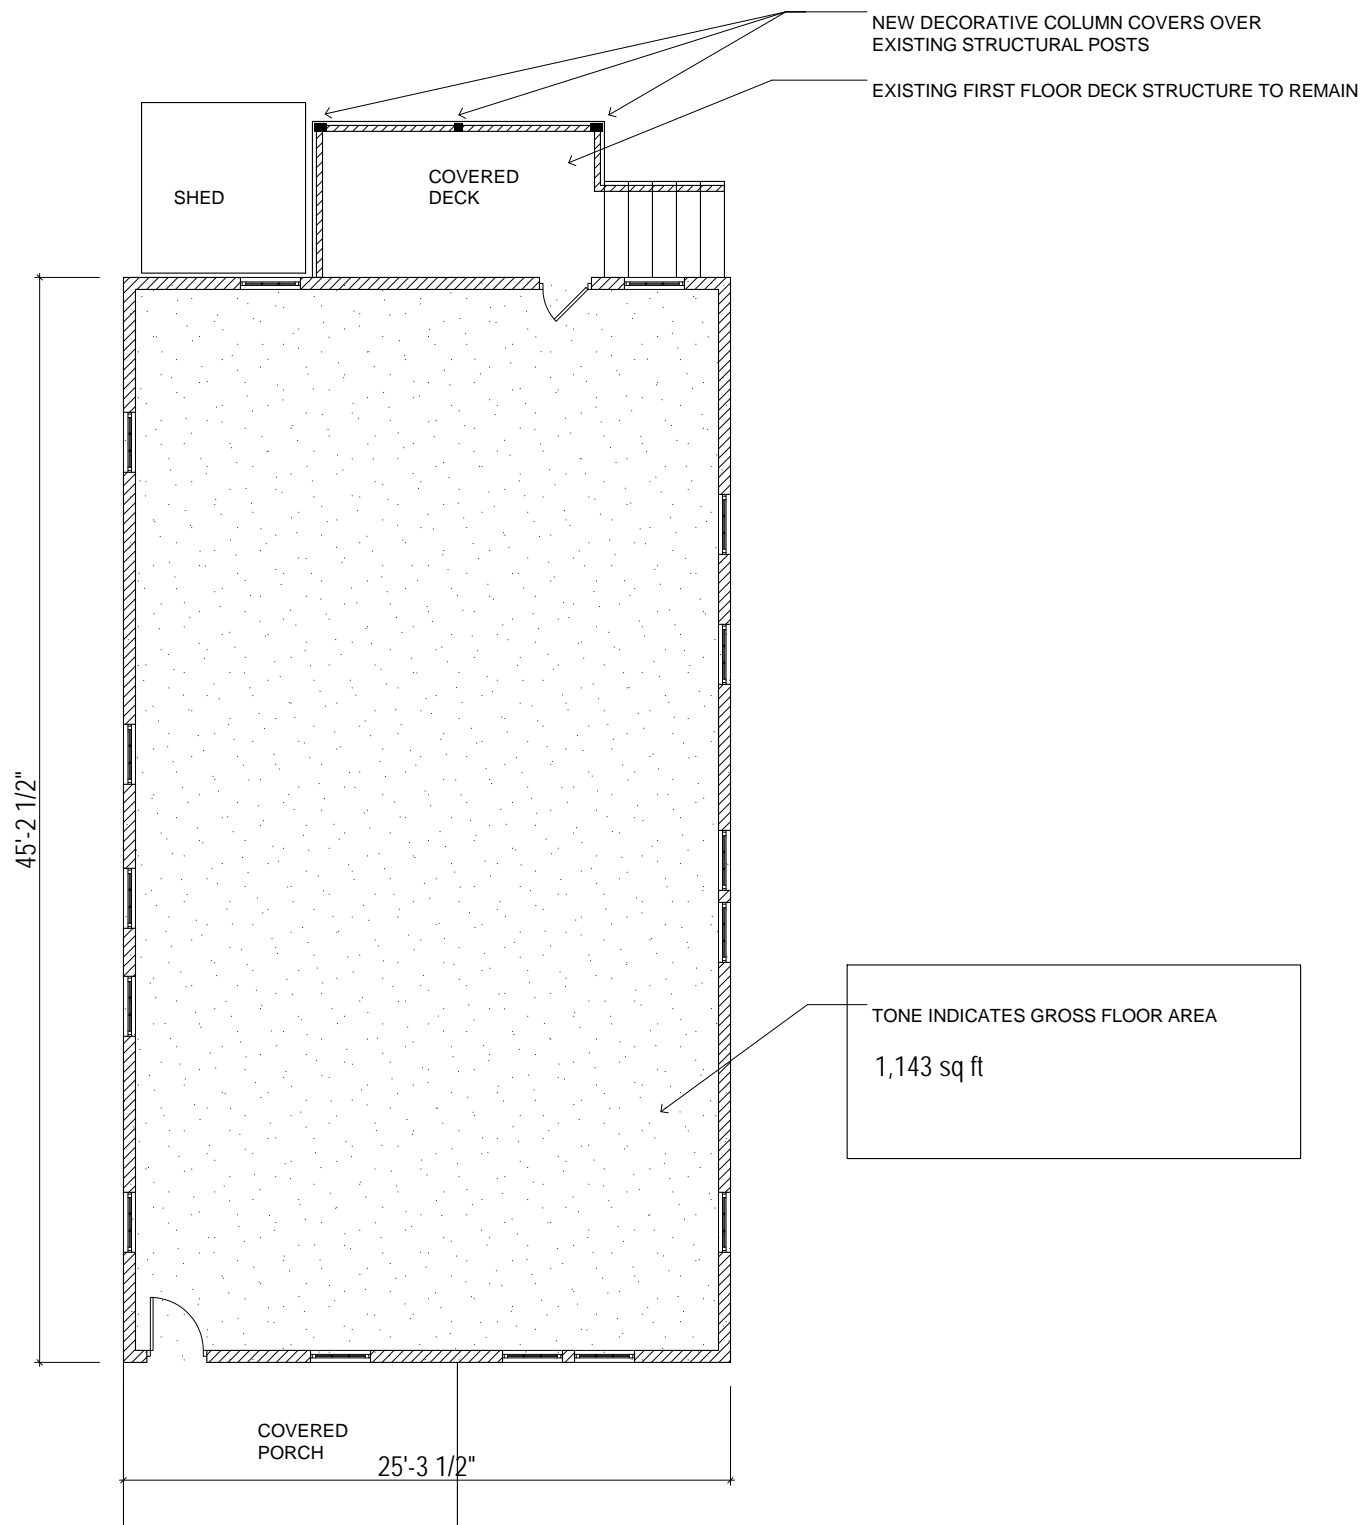 NEW DECORATIVE COLUMN COVERS OVER
EXISTING STRUCTURAL POSTS
EXISTING FIRST FLOOR DECK STRUCTURE TO REMAIN
COVERED
DECK
SHED
45'-2 1/2"
TONE INDICATES GROSS FLOOR AREA
1,143 sq ft
COVERED
PORCH
25'-3 1/2"